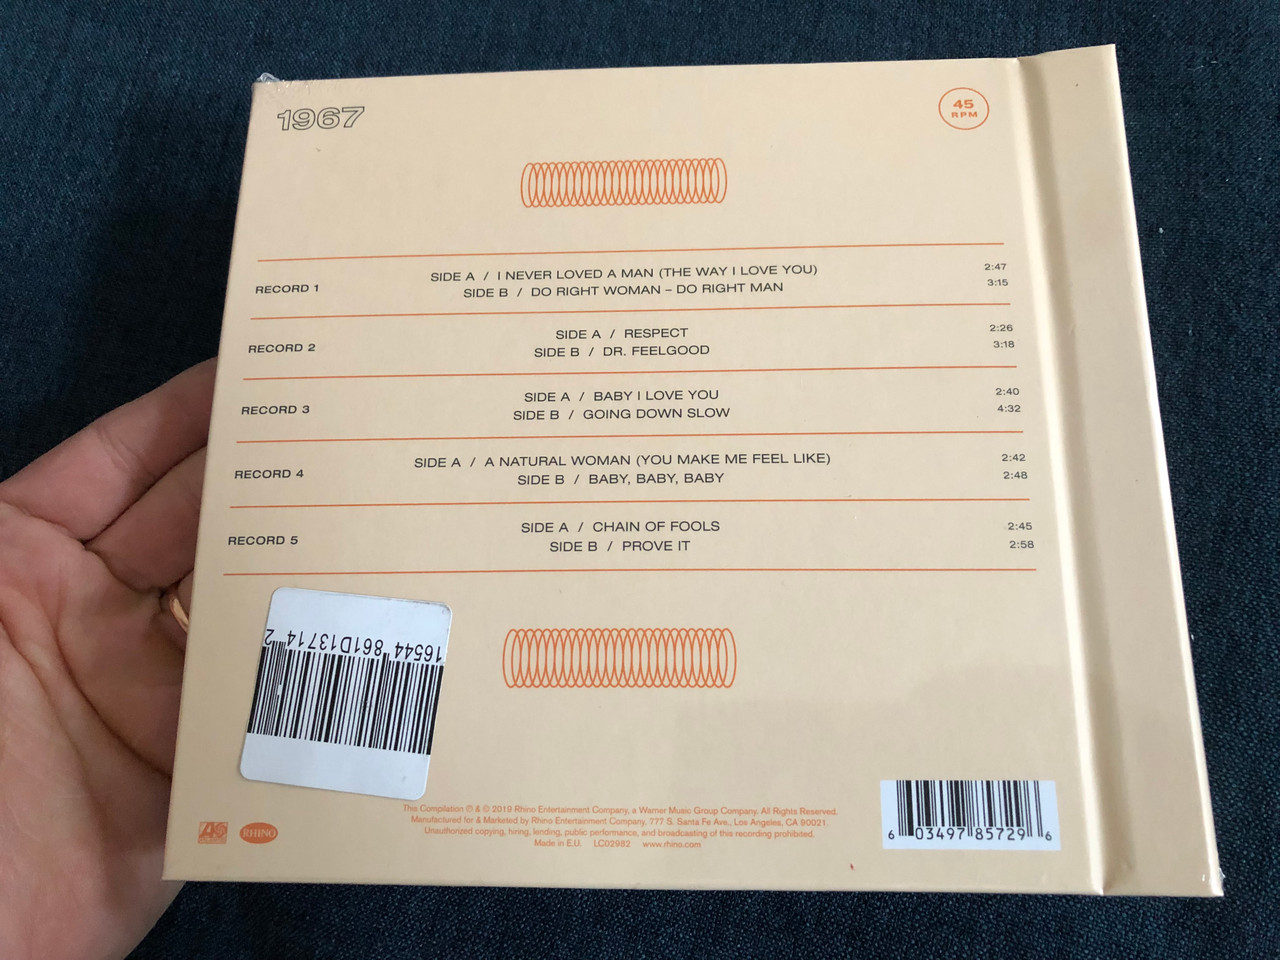 1967
45
RPM
RECORD 1
SIDE A / I NEVER LOVED A MAN (THE WAY I LOVE YOU) 2:47
SIDE B / DO RIGHT WOMAN – DO RIGHT MAN 3:15
RECORD 2
SIDE A / RESPECT 2:26
SIDE B / DR. FEELGOOD 3:18
RECORD 3
SIDE A / BABY I LOVE YOU 2:40
SIDE B / GOING DOWN SLOW 4:32
RECORD 4
SIDE A / A NATURAL WOMAN (YOU MAKE ME FEEL LIKE) 2:42
SIDE B / BABY, BABY, BABY 2:48
RECORD 5
SIDE A / CHAIN OF FOOLS 2:45
SIDE B / PROVE IT 2:58
16544 861D13714 2
This Compilation ℗ & © 2019 Rhino Entertainment Company, a Warner Music Group Company. All Rights Reserved.
Manufactured for & Marketed by Rhino Entertainment Company, 777 S. Santa Fe Ave., Los Angeles, CA 90021.
Unauthorized copying, hiring, lending, public performance, and broadcasting of this recording prohibited.
Made in E.U. LC02982 www.rhino.com
RHINO
6 03497 85729 6